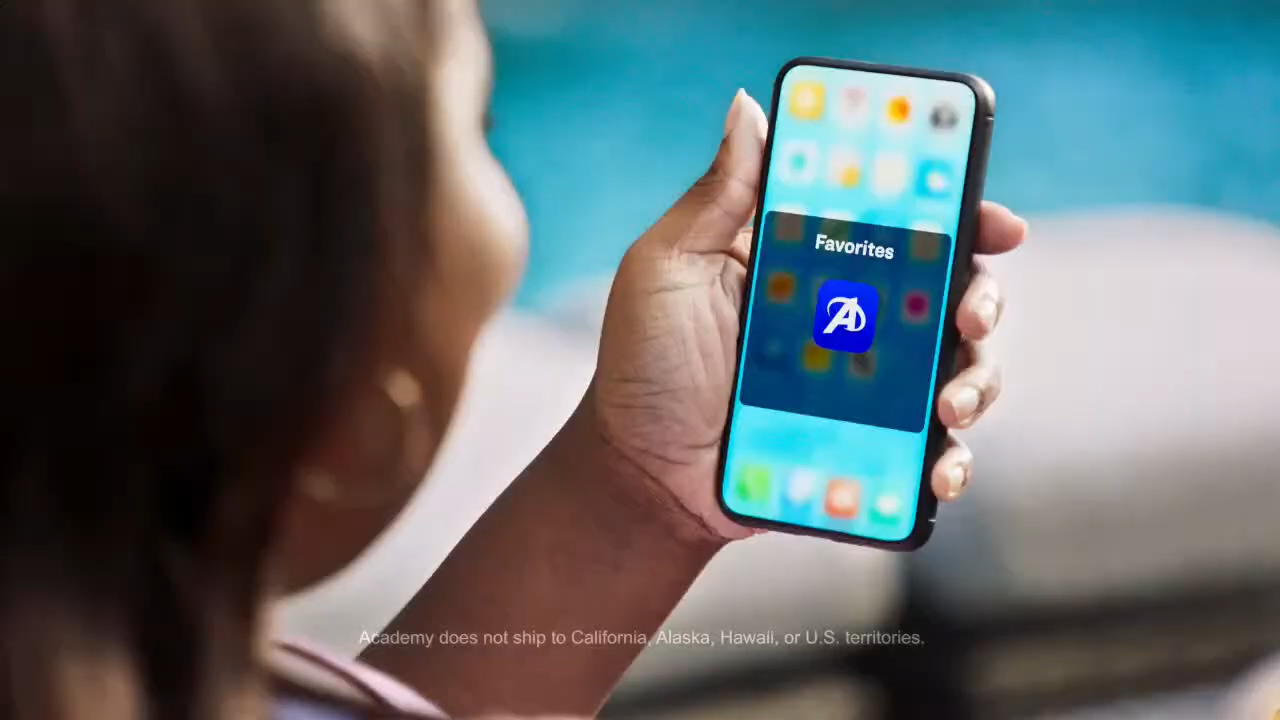 Favorites
A
Academy does not ship to California, Alaska, Hawaii, or U.S. territories.